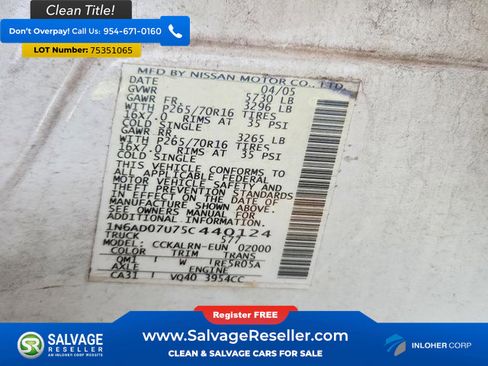 Clean Title!
Don't Overpay! Call Us: 954-671-0160
LOT Number: 75351065
MFD BY NISSAN MOTOR CO., LTD.
DATE 04/05
GVWR 5730 LB
GAWR FR. 3296 LB
WITH P265/70R16 TIRES
16X7.0 RIMS AT 35 PSI
COLD SINGLE
GAWR RR. 3265 LB
WITH P265/70R16 TIRES
16X7.0 RIMS AT 35 PSI
COLD SINGLE
THIS VEHICLE CONFORMS TO
ALL APPLICABLE FEDERAL
MOTOR VEHICLE SAFETY AND
THEFT PREVENTION STANDARDS
IN EFFECT ON THE DATE OF
MANUFACTURE SHOWN ABOVE.
SEE OWNERS MANUAL FOR
ADDITIONAL INFORMATION
1N6AD07U75C440124
TRUCK 577
MODEL: CCKALRN-EUN 02000
COLOR TRIM TRANS
QM1 W RE5R05A
AXLE ENGINE
CA31 VQ40 3954CC
Register FREE!
SALVAGE
RESELLER
AN INLOHER CORP WEBSITE
www.SalvageReseller.com
CLEAN & SALVAGE CARS FOR SALE
INLOHER CORP